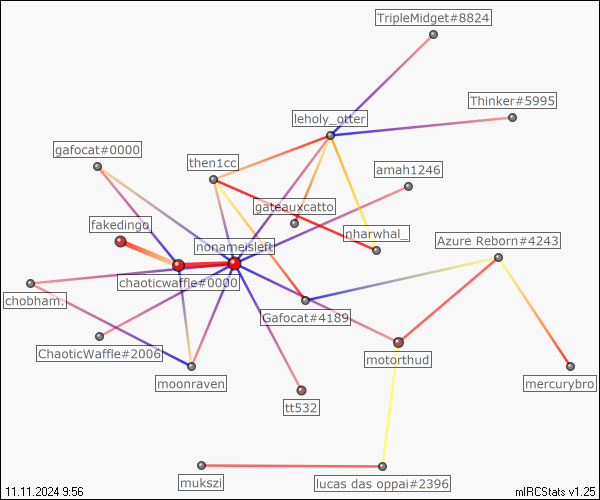 TripleMidget#8824
Thinker#5995
leholy_otter
gafocat#0000
then1cc
amah1246
gateauxcatto
fakedingo
nharwhal_
Azure Reborn#4243
nonameisleft
chaoticwaffle#0000
chobham.
Gafocat#4189
ChaoticWaffle#2006
motorthud
moonraven
mercurybro
tt532
mukszi
lucas das oppai#2396
11.11.2024 9:56
mIRCStats v1.25